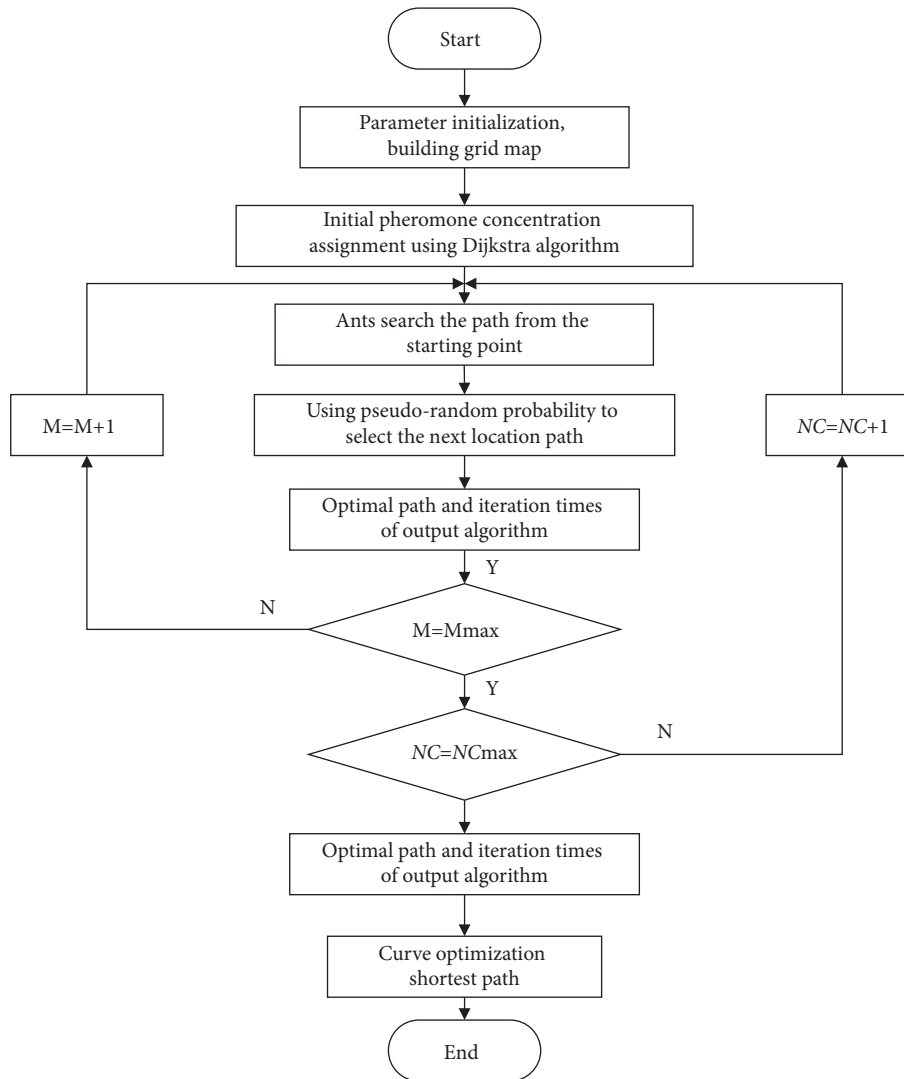 Start
Parameter initialization,
building grid map
Initial pheromone concentration
assignment using Dijkstra algorithm
Ants search the path from the
starting point
M=M+1
Using pseudo-random probability to
select the next location path
NC=NC+1
Optimal path and iteration times
of output algorithm
Y
N
M=Mmax
Y
N
NC=NCmax
Optimal path and iteration times
of output algorithm
Curve optimization
shortest path
End